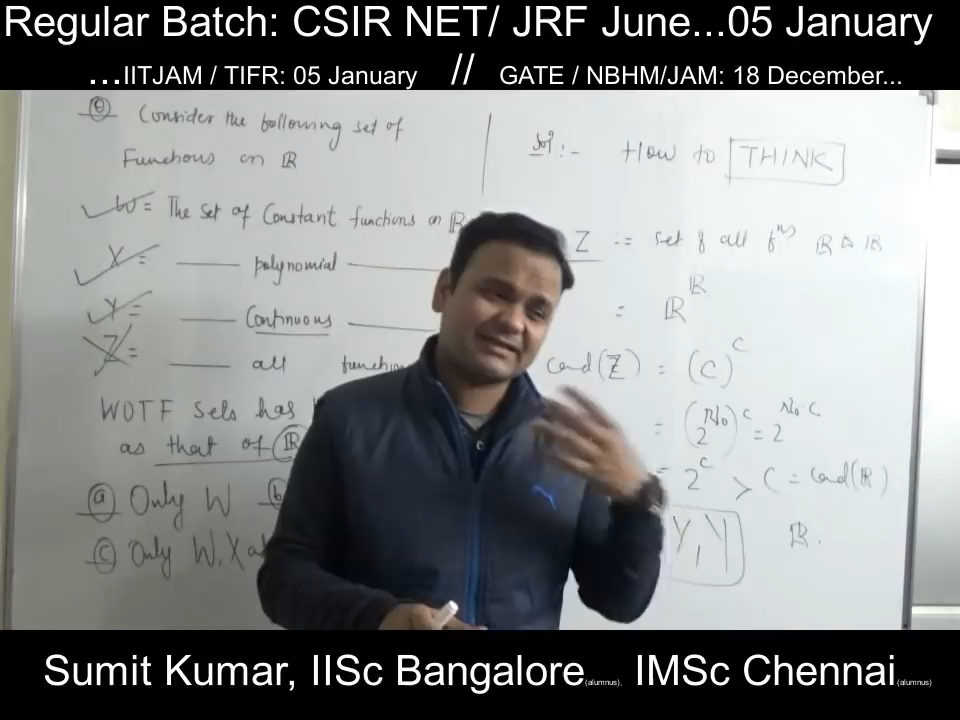 Regular Batch: CSIR NET/ JRF June...05 January
...IITJAM / TIFR: 05 January // GATE / NBHM/JAM: 18 December...
Q Consider the following set of
Functions on ℝ
W = The set of Constant functions on ℝ
X = —— polynomial ——
Y = —— Continuous ——
Z = —— all function
WOTF sets has
as that of ℝ
(a) Only W (b)
(c) Only W, X a
Sol :- How to THINK
Z := set of all fⁿˢ ℝ to ℝ
= ℝ^ℝ
card(Z) = (C)^C
= (2^ℵ₀)^C = 2^ℵ₀·C
= 2^C > C = card(ℝ)
Y, Y ℝ.
Sumit Kumar, IISc Bangalore(alumnus), IMSc Chennai(alumnus)